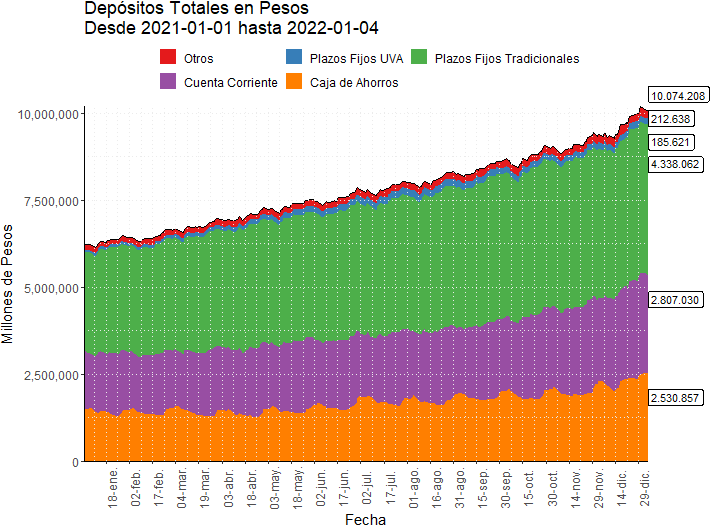 Depósitos Totales en Pesos
Desde 2021-01-01 hasta 2022-01-04
Otros
Plazos Fijos UVA
Plazos Fijos Tradicionales
Cuenta Corriente
Caja de Ahorros
Millones de Pesos
10,000,000
7,500,000
5,000,000
2,500,000
0
10.074.208
212.638
185.621
4.338.062
2.807.030
2.530.857
18-ene.
02-feb.
17-feb.
04-mar.
19-mar.
03-abr.
18-abr.
03-may.
18-may.
02-jun.
17-jun.
02-jul.
17-jul.
01-ago.
16-ago.
31-ago.
15-sep.
30-sep.
15-oct.
30-oct.
14-nov.
29-nov.
14-dic.
29-dic.
Fecha